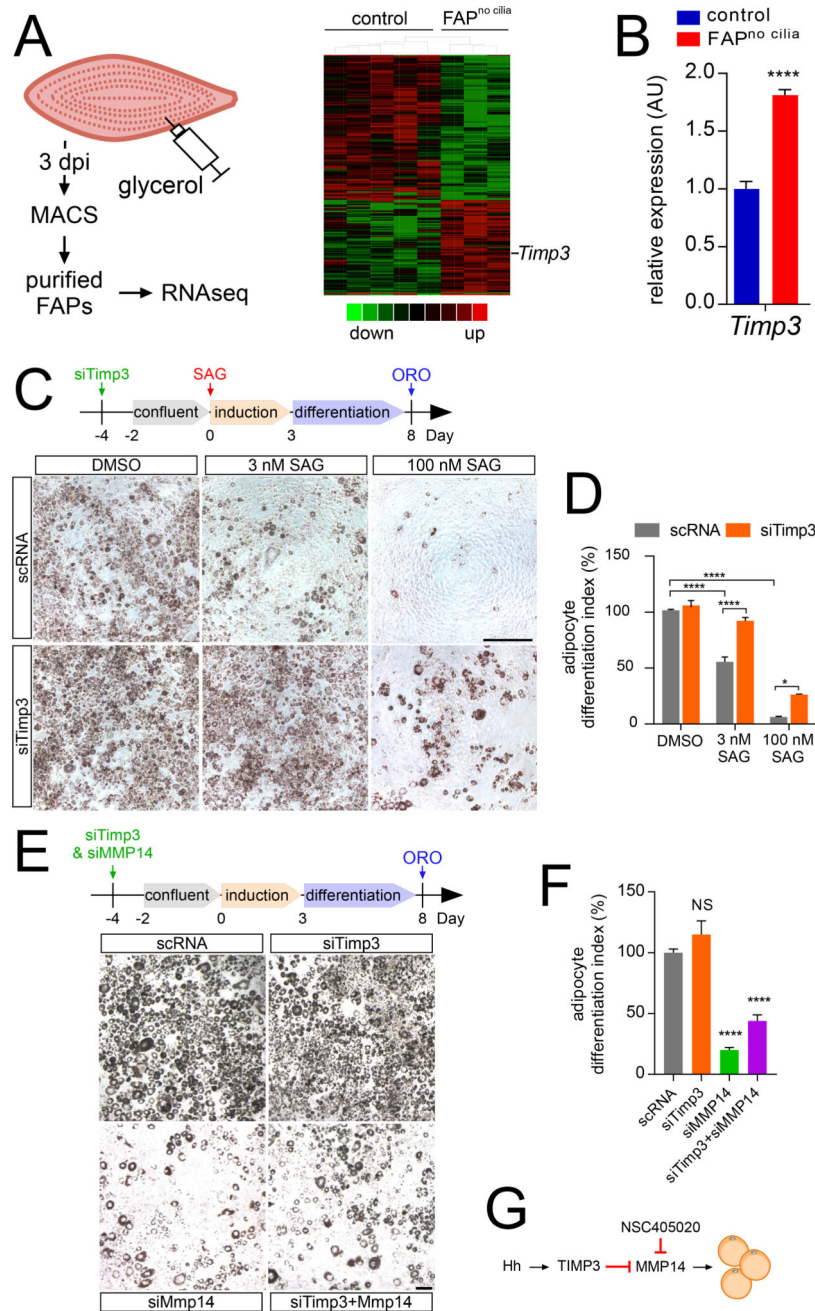 A
control
FAP^no cilia
3 dpi
glycerol
MACS
purified
FAPs
RNAseq
Timp3
down
up
B
control
FAP^no cilia
relative expression (AU)
2.0
1.5
1.0
0.5
0.0
****
Timp3
C
siTimp3
SAG
ORO
confluent
induction
differentiation
-4
-2
0
3
8
Day
DMSO
3 nM SAG
100 nM SAG
scRNA
siTimp3
D
scRNA
siTimp3
adipocyte
differentiation index (%)
150
100
50
0
****
****
****
*
DMSO
3 nM
SAG
100 nM
SAG
E
siTimp3
& siMMP14
ORO
confluent
induction
differentiation
-4
-2
0
3
8
Day
scRNA
siTimp3
siMmp14
siTimp3+Mmp14
F
adipocyte
differentiation index (%)
150
100
50
0
NS
****
****
scRNA
siTimp3
siMMP14
siTimp3+siMMP14
G
NSC405020
Hh
TIMP3
MMP14